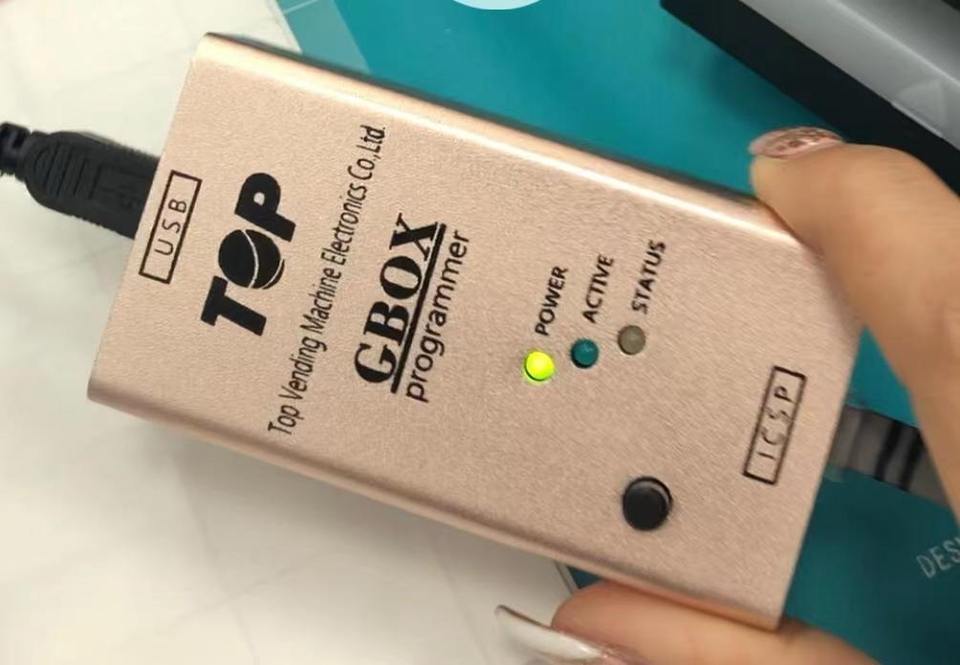 USB
TOP
Top Vending Machine Electronics Co.,Ltd.
GBOX
programmer
POWER
ACTIVE
STATUS
ICSP